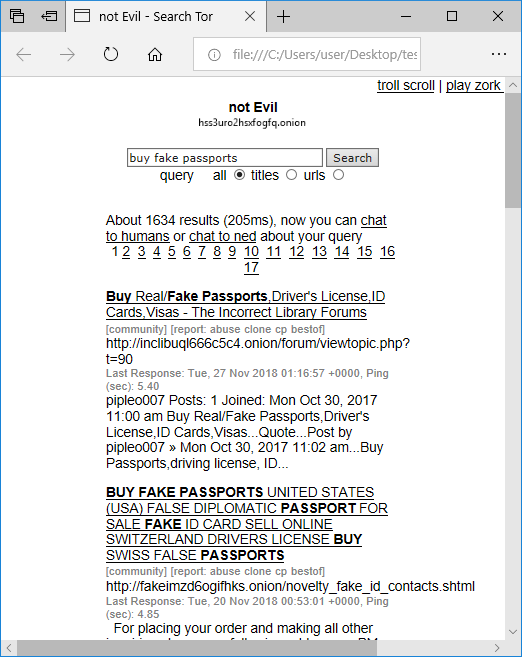 not Evil - Search Tor
file:///C:/Users/user/Desktop/tes
troll scroll | play zork
not Evil
hss3uro2hsxfogfq.onion
buy fake passports Search
query all titles urls
About 1634 results (205ms), now you can chat
to humans or chat to ned about your query
1 2 3 4 5 6 7 8 9 10 11 12 13 14 15 16
17
Buy Real/Fake Passports,Driver's License,ID
Cards,Visas - The Incorrect Library Forums
[community] [report: abuse clone cp bestof]
http://inclibuql666c5c4.onion/forum/viewtopic.php?
t=90
Last Response: Tue, 27 Nov 2018 01:16:57 +0000, Ping
(sec): 5.40
pipleo007 Posts: 1 Joined: Mon Oct 30, 2017
11:00 am Buy Real/Fake Passports,Driver's
License,ID Cards,Visas...Quote...Post by
pipleo007 » Mon Oct 30, 2017 11:02 am...Buy
Passports,driving license, ID...
BUY FAKE PASSPORTS UNITED STATES
(USA) FALSE DIPLOMATIC PASSPORT FOR
SALE FAKE ID CARD SELL ONLINE
SWITZERLAND DRIVERS LICENSE BUY
SWISS FALSE PASSPORTS
[community] [report: abuse clone cp bestof]
http://fakeimzd6ogifhks.onion/novelty_fake_id_contacts.shtml
Last Response: Tue, 20 Nov 2018 00:53:01 +0000, Ping
(sec): 4.85
For placing your order and making all other